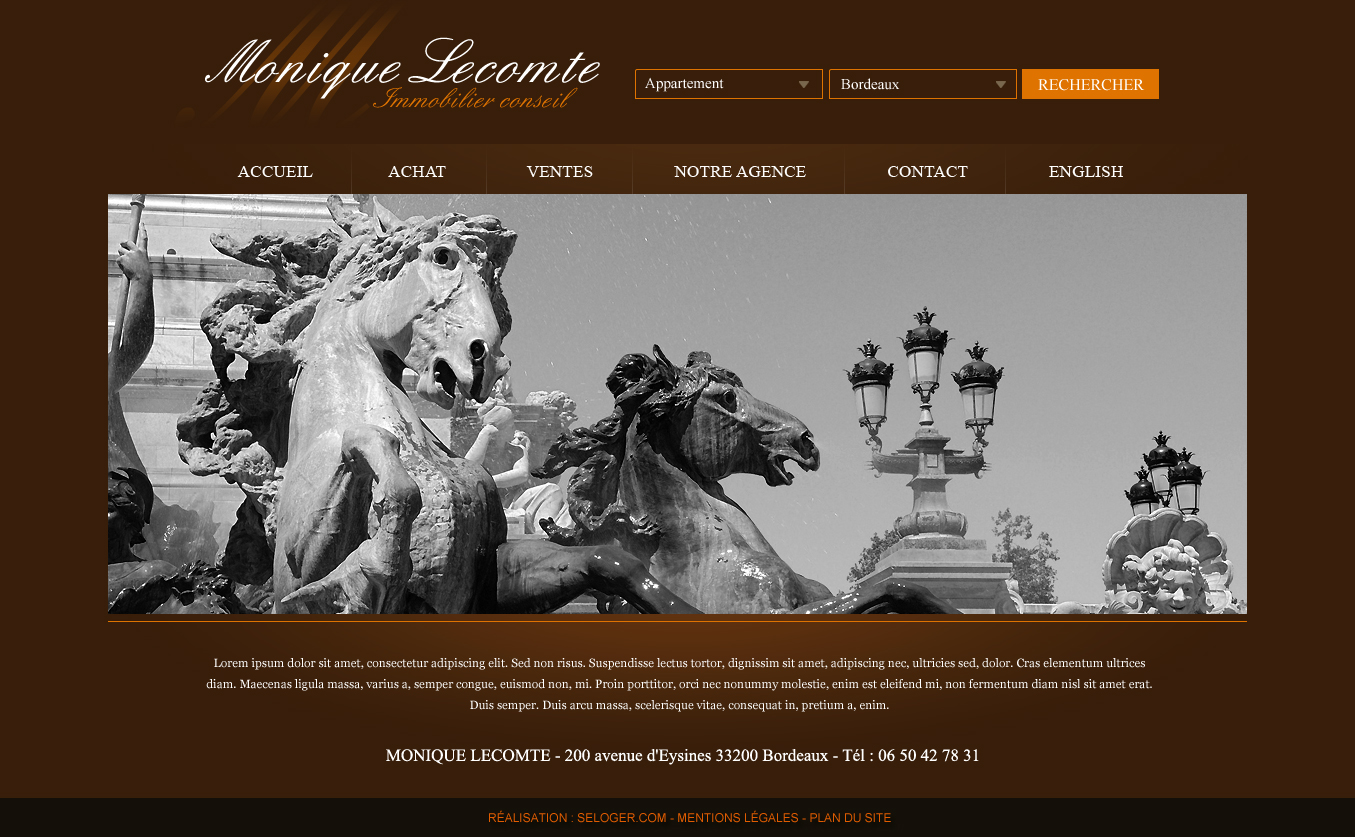 Monique Lecomte
Immobilier conseil
Appartement
Bordeaux
RECHERCHER
ACCUEIL
ACHAT
VENTES
NOTRE AGENCE
CONTACT
ENGLISH
Lorem ipsum dolor sit amet, consectetur adipiscing elit. Sed non risus. Suspendisse lectus tortor, dignissim sit amet, adipiscing nec, ultricies sed, dolor. Cras elementum ultrices
diam. Maecenas ligula massa, varius a, semper congue, euismod non, mi. Proin porttitor, orci nec nonummy molestie, enim est eleifend mi, non fermentum diam nisl sit amet erat.
Duis semper. Duis arcu massa, scelerisque vitae, consequat in, pretium a, enim.
MONIQUE LECOMTE - 200 avenue d'Eysines 33200 Bordeaux - Tél : 06 50 42 78 31
RÉALISATION : SELOGER.COM - MENTIONS LÉGALES - PLAN DU SITE